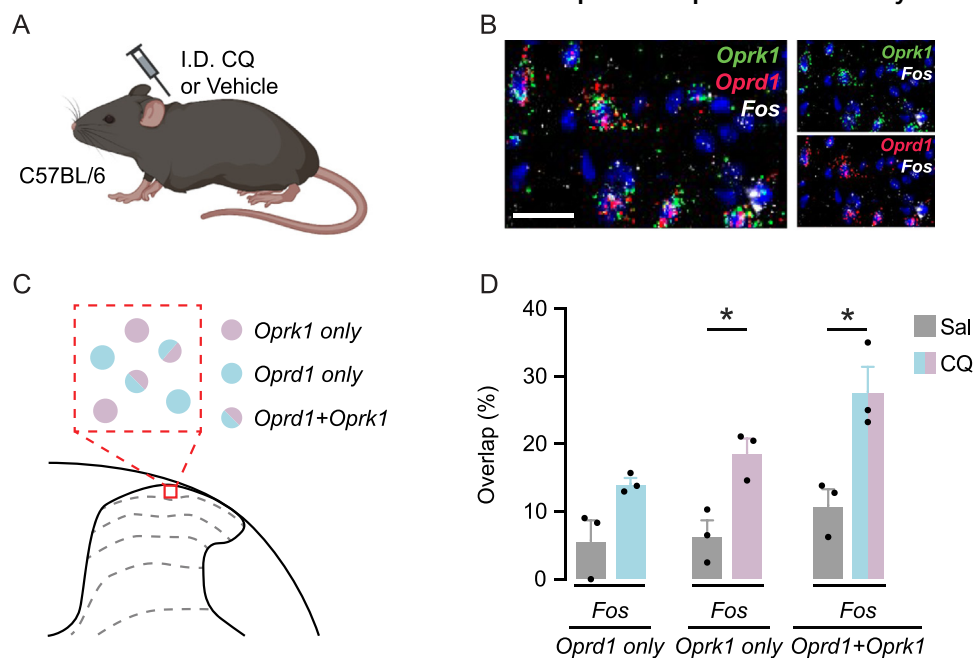 A
I.D. CQ
or Vehicle
C57BL/6
B
Oprk1
Oprd1
Fos
Oprk1
Fos
Oprd1
Fos
C
Oprk1 only
Oprd1 only
Oprd1+Oprk1
D
Overlap (%)
40
30
20
10
0
*
*
Sal
CQ
Fos
Oprd1 only
Fos
Oprk1 only
Fos
Oprd1+Oprk1